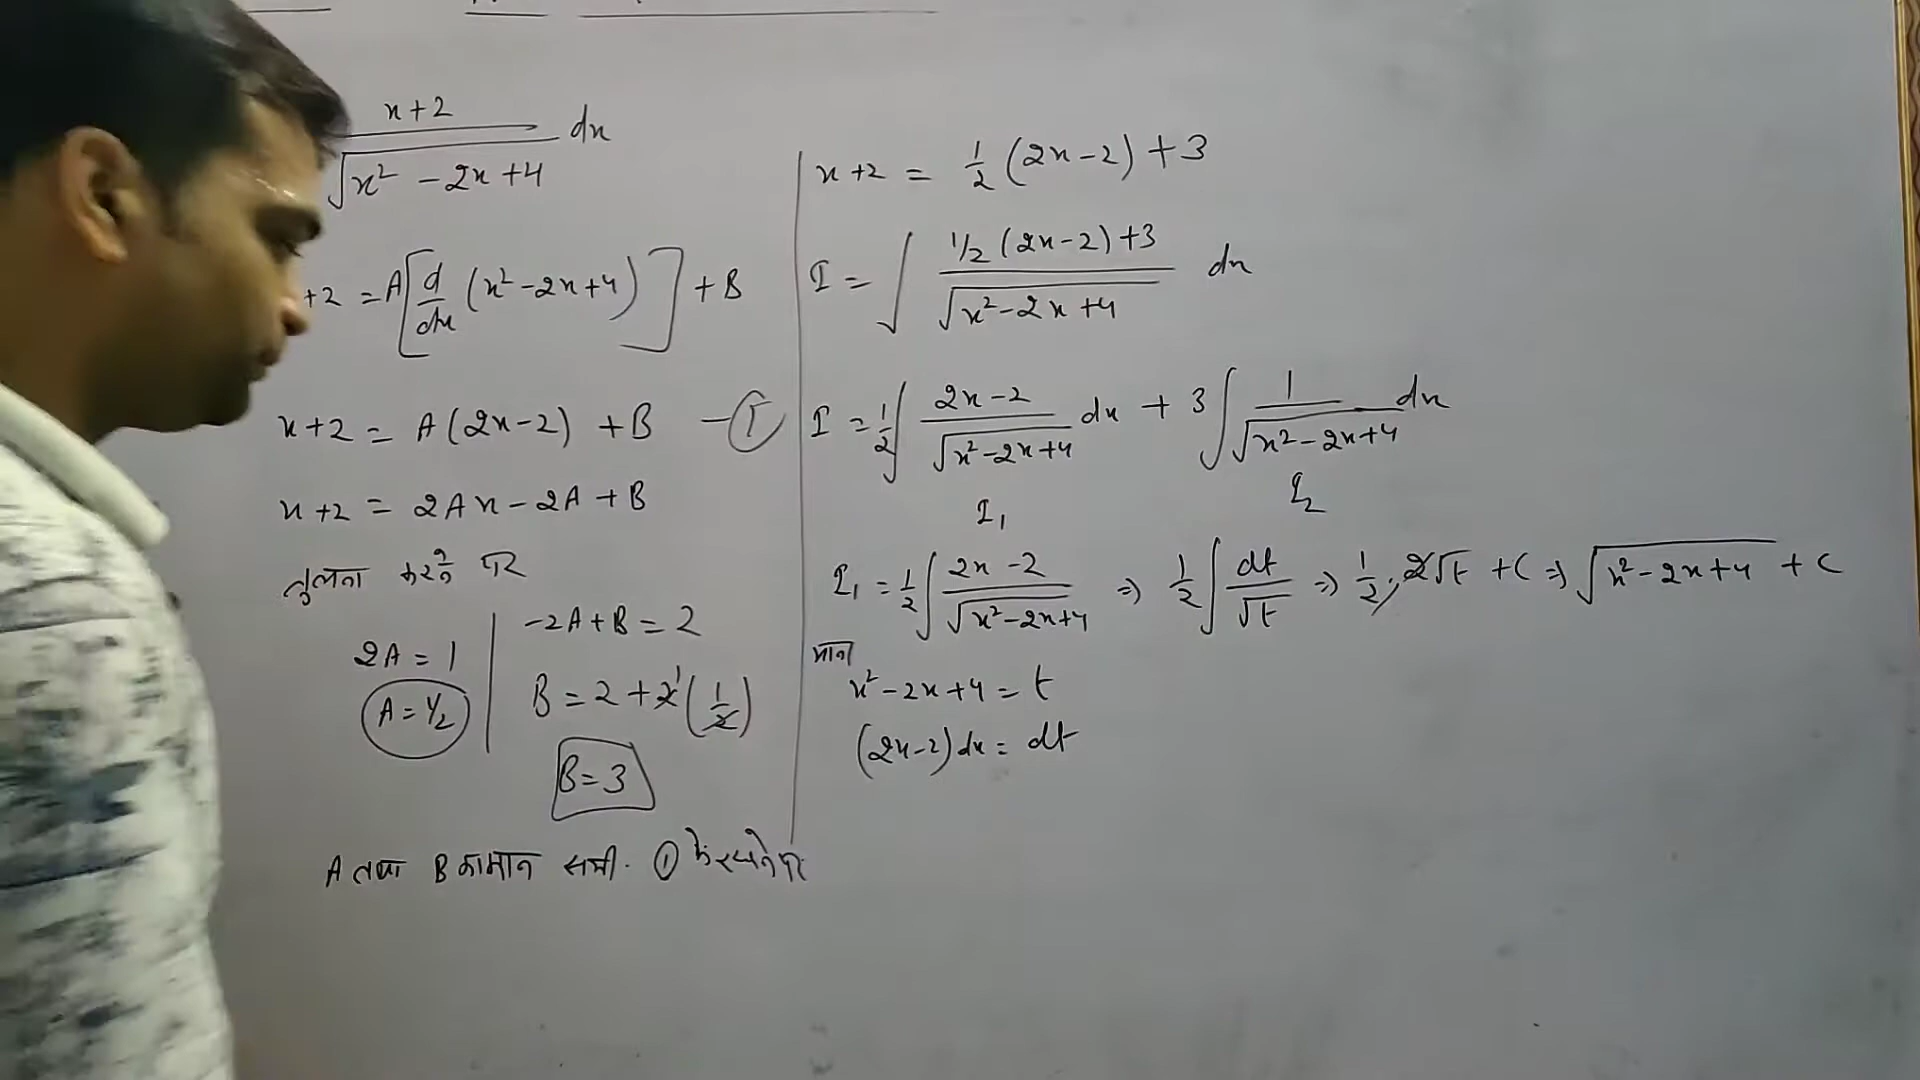 x+2 / √(x² - 2x + 4) dx
+2 = A[d/dx (x² - 2x + 4)] + B
x+2 = A(2x-2) + B - (I)
x+2 = 2Ax - 2A + B
तुलना करने पर
2A = 1
A = 1/2
-2A + B = 2
B = 2 + 2(1/2)
B = 3
A तथा B का मान समी. ① पर
x+2 = 1/2 (2x-2) + 3
I = ∫ 1/2 (2x-2) + 3 / √(x² - 2x + 4) dx
I = 1/2 ∫ 2x-2 / √(x² - 2x + 4) dx + 3 ∫ 1 / √(x² - 2x + 4) dx
I₁ I₂
I₁ = 1/2 ∫ 2x-2 / √(x² - 2x + 4) ⇒ 1/2 ∫ dt / √t ⇒ 1/2 · 2√t + C ⇒ √(x² - 2x + 4) + C
माना
x² - 2x + 4 = t
(2x-2) dx = dt